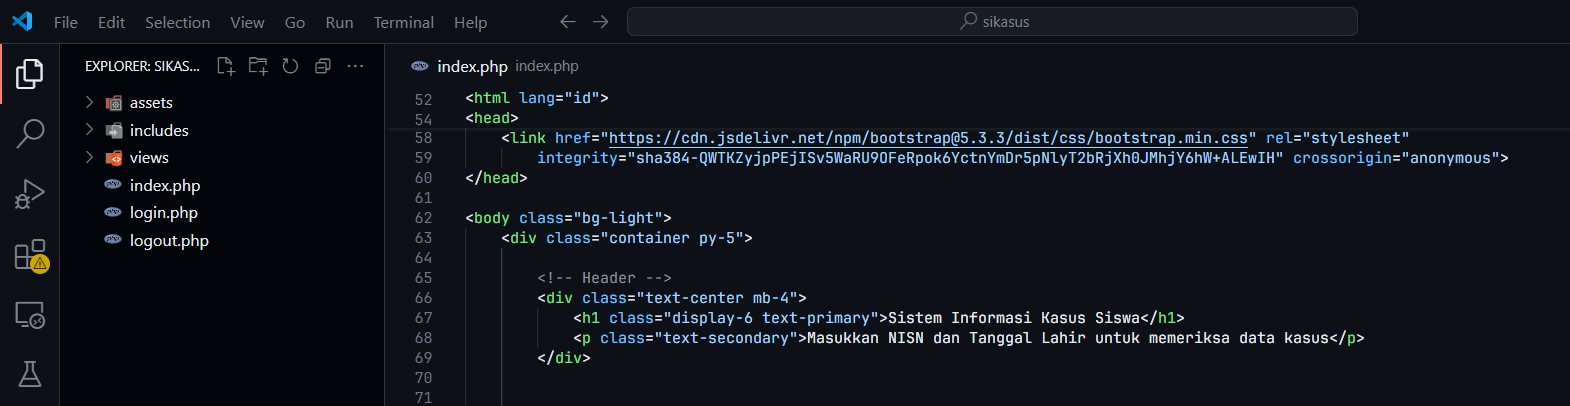 File Edit Selection View Go Run Terminal Help
sikasus
EXPLORER: SIKAS...
assets
includes
views
index.php
login.php
logout.php
index.php index.php
52 <html lang="id">
54 <head>
58 <link href="https://cdn.jsdelivr.net/npm/bootstrap@5.3.3/dist/css/bootstrap.min.css" rel="stylesheet"
59 integrity="sha384-QWTKZyjpPEjISv5WaRU9OFeRpok6YctnYmDr5pNlyT2bRjXh0JMhjY6hW+ALEwIH" crossorigin="anonymous">
60 </head>
61
62 <body class="bg-light">
63 <div class="container py-5">
64
65 <!-- Header -->
66 <div class="text-center mb-4">
67 <h1 class="display-6 text-primary">Sistem Informasi Kasus Siswa</h1>
68 <p class="text-secondary">Masukkan NISN dan Tanggal Lahir untuk memeriksa data kasus</p>
69 </div>
70
71